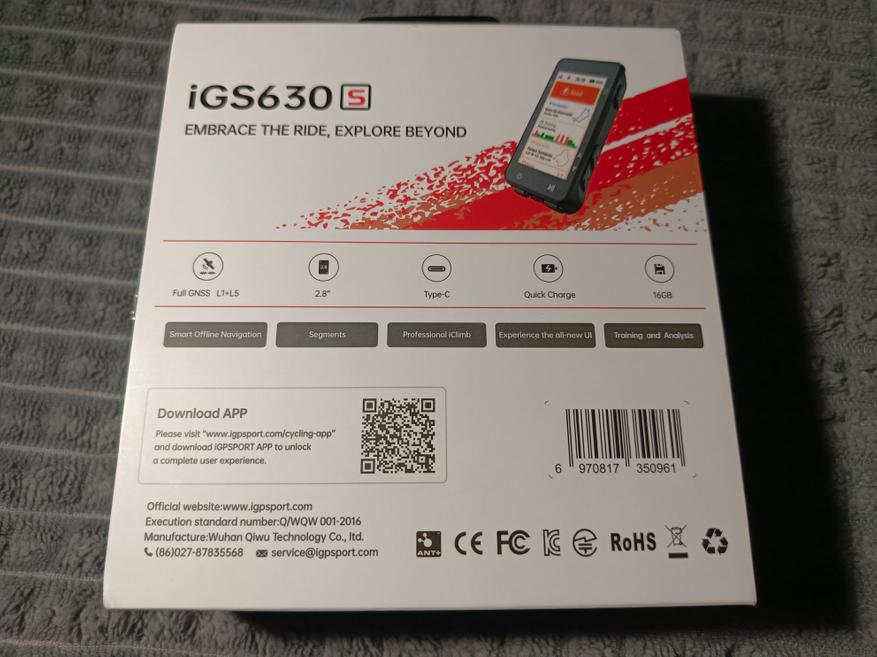 iGS630 S
EMBRACE THE RIDE, EXPLORE BEYOND
Full GNSS L1+L5
2.8"
Type-C
Quick Charge
16GB
Smart Offline Navigation
Segments
Professional iClimb
Experience the all-new UI
Training and Analysis
Download APP
Please visit "www.igpsport.com/cycling-app"
and download iGPSPORT APP to unlock
a complete user experience.
6 970817 350961
Official website:www.igpsport.com
Execution standard number:Q/WQW 001-2016
Manufacture:Wuhan Qiwu Technology Co., ltd.
(86)027-87835568 service@igpsport.com
ANT+ CE FC RoHS